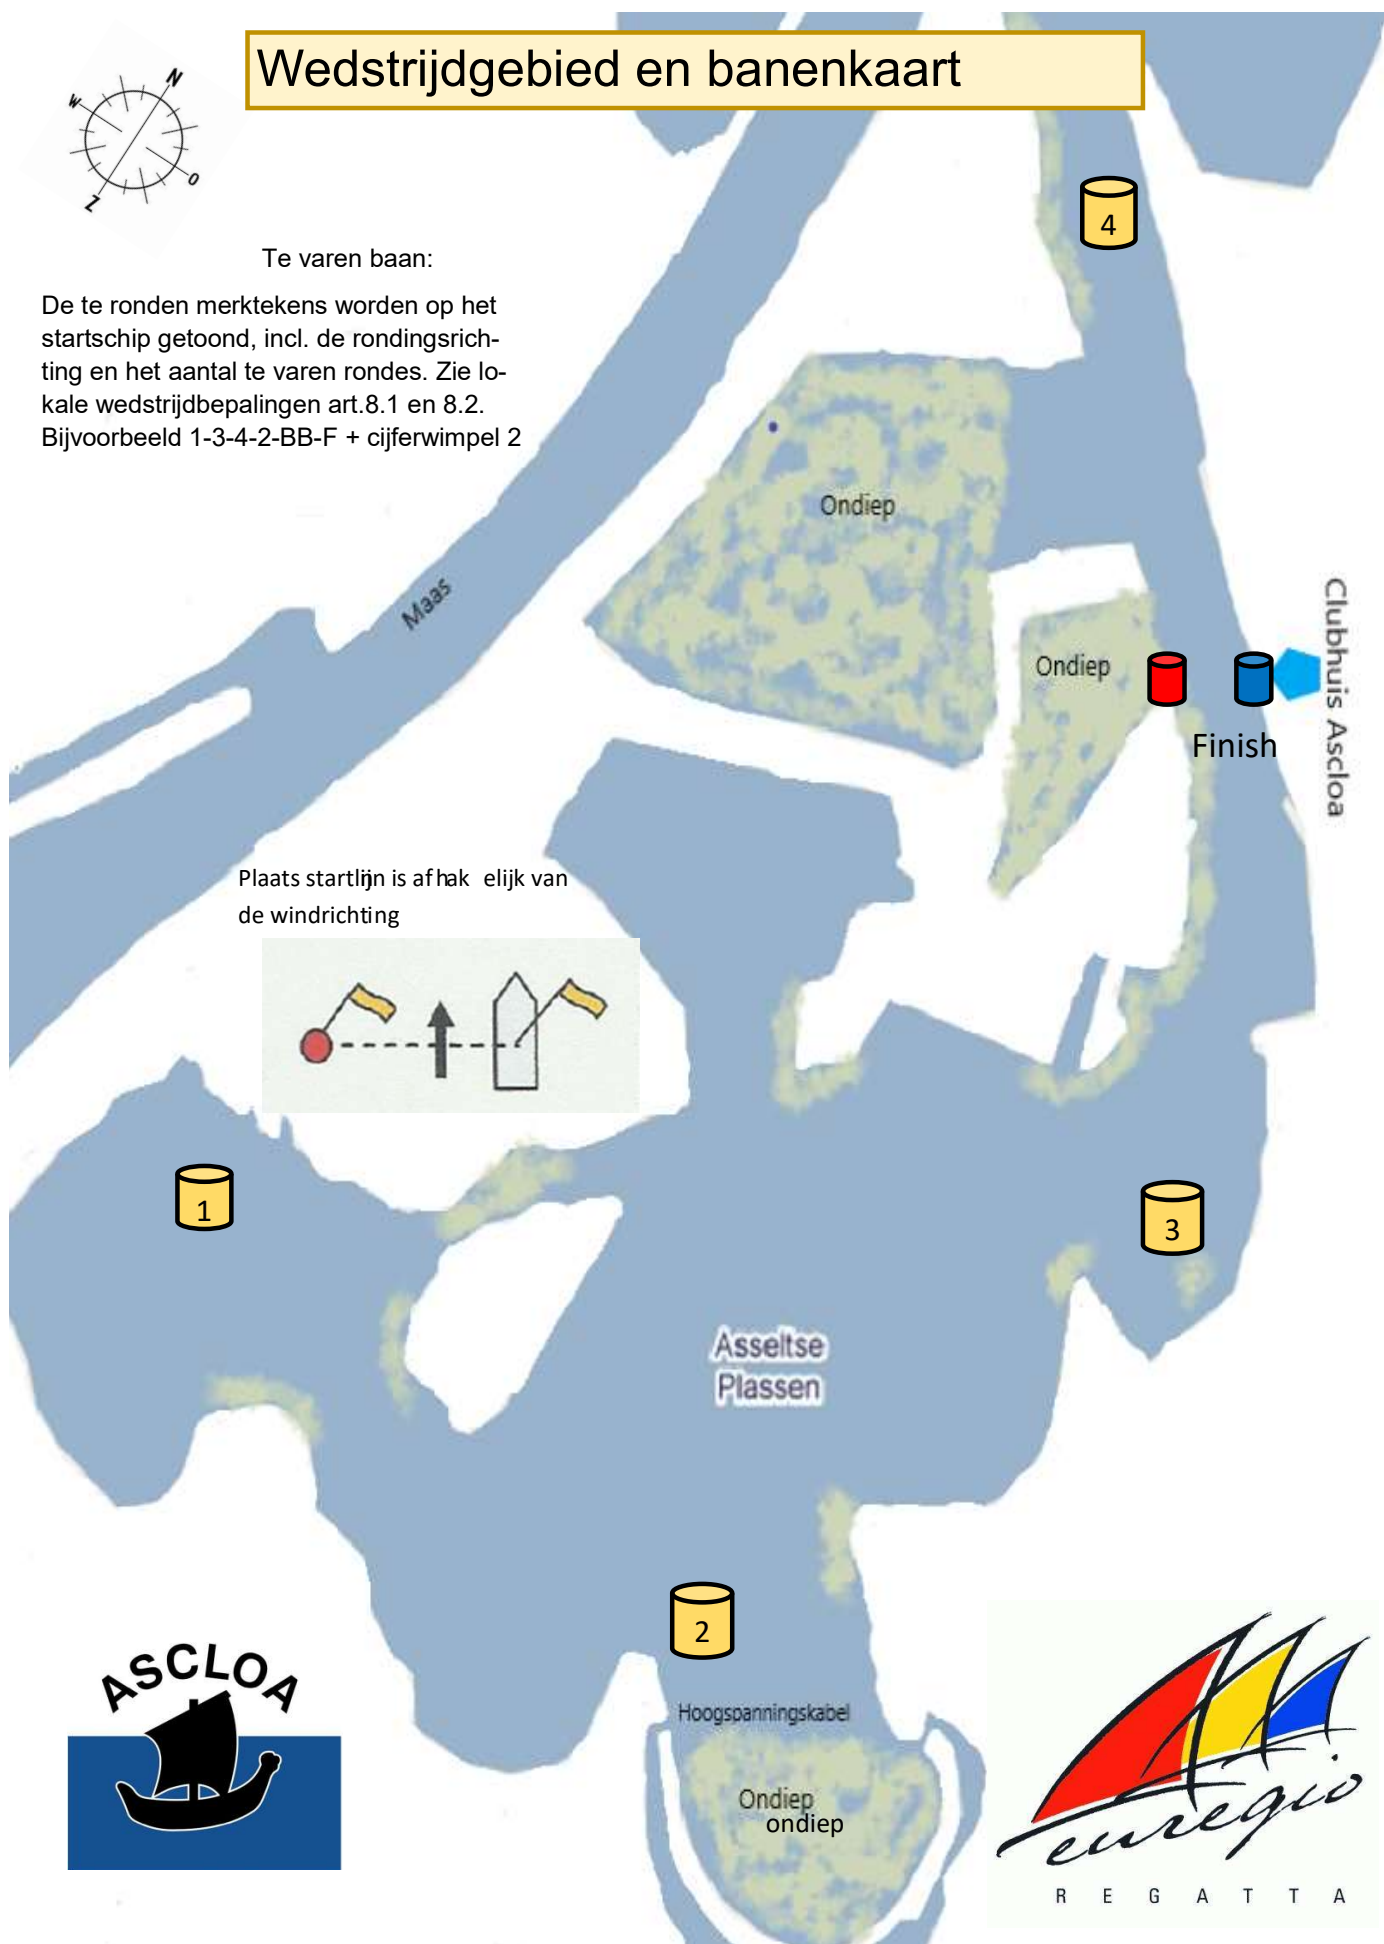 Wedstrijdgebied en banenkaart
N
W
O
Z
4
Te varen baan:
De te ronden merktekens worden op het
startschip getoond, incl. de rondingsrich-
ting en het aantal te varen rondes. Zie lo-
kale wedstrijdbepalingen art.8.1 en 8.2.
Bijvoorbeeld 1-3-4-2-BB-F + cijferwimpel 2
Ondiep
Maas
Ondiep
Clubhuis Ascloa
Finish
Plaats startlijn is afhak elijk van
de windrichting
1
3
Asseltse
Plassen
2
ASCLOA
Hoogspanningskabel
Ondiep
ondiep
euregio
REGATTA